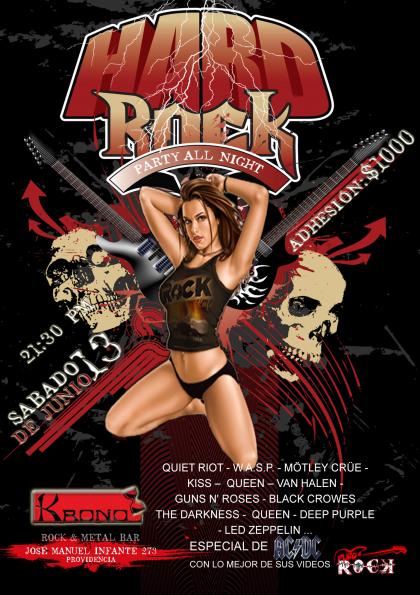 HARD
ROCK
PARTY ALL NIGHT
ADHESION:$1000
21:30 PM
SABADO 13
DE JUNIO
ROCK
QUIET RIOT - W.A.S.P. - MÖTLEY CRÜE -
KISS – QUEEN – VAN HALEN -
GUNS N' ROSES - BLACK CROWES
THE DARKNESS - QUEEN - DEEP PURPLE
- LED ZEPPELIN ...
ESPECIAL DE AC/DC
CON LO MEJOR DE SUS VIDEOS
KRONOZ
ROCK & METAL BAR
JOSE MANUEL INFANTE 273
PROVIDENCIA
ROCK